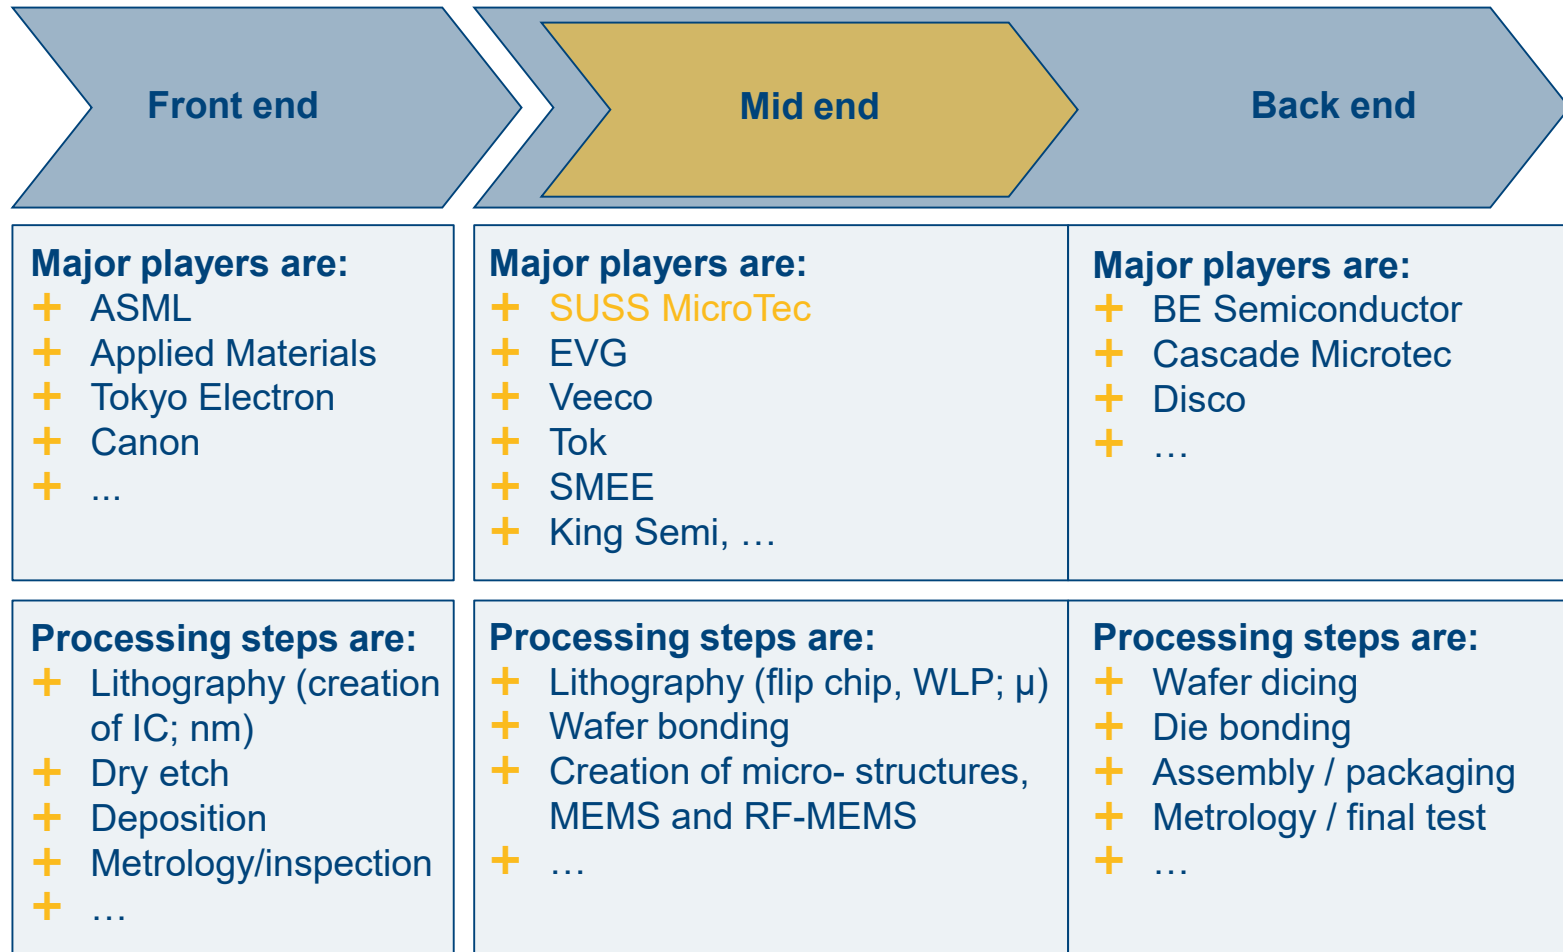 Front end
Mid end
Back end
Major players are:
+ ASML
+ Applied Materials
+ Tokyo Electron
+ Canon
+ ...
Major players are:
+ SUSS MicroTec
+ EVG
+ Veeco
+ Tok
+ SMEE
+ King Semi, …
Major players are:
+ BE Semiconductor
+ Cascade Microtec
+ Disco
+ …
Processing steps are:
+ Lithography (creation
of IC; nm)
+ Dry etch
+ Deposition
+ Metrology/inspection
+ …
Processing steps are:
+ Lithography (flip chip, WLP; µ)
+ Wafer bonding
+ Creation of micro- structures,
MEMS and RF-MEMS
+ …
Processing steps are:
+ Wafer dicing
+ Die bonding
+ Assembly / packaging
+ Metrology / final test
+ …